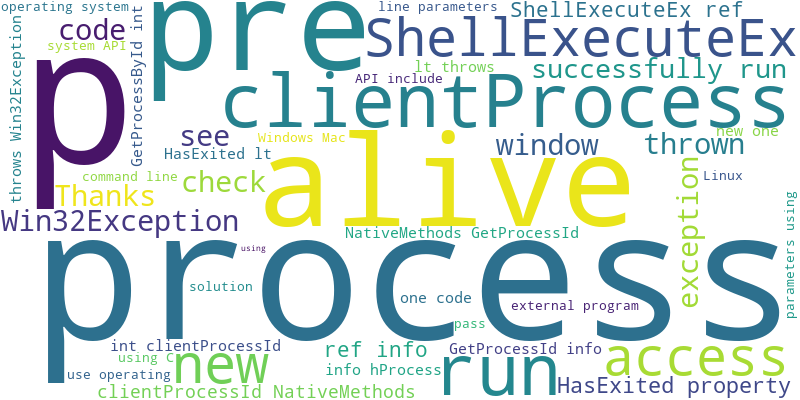 operating system
line parameters
ShellExecuteEx ref
code
pre
ShellExecuteEx
system API
lt throws
successfully run
API include
throws Win32Exception
p
GetProcessById int
clientProcess
see
Windows Mac
window
thrown
new one
HasExited lt
command line
check
alive
exception
Linux
Thanks
Win32Exception
NativeMethods GetProcessId
process
using
parameters using
solution
one code
external program
pass
int clientProcessId
using C
ref info
GetProcessId info
use operating
new
info hProcess
run
access
clientProcessId NativeMethods
HasExited property